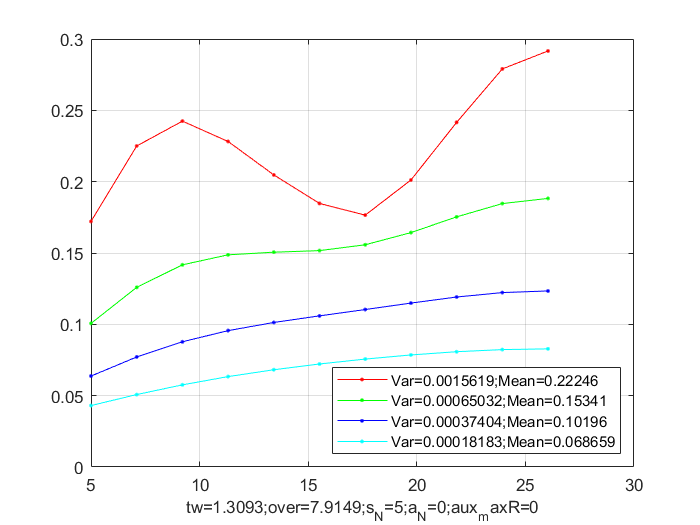 0.3
0.25
0.2
0.15
0.1
0.05
0
5
10
15
20
25
30
Var=0.0015619;Mean=0.22246
Var=0.00065032;Mean=0.15341
Var=0.00037404;Mean=0.10196
Var=0.00018183;Mean=0.068659
tw=1.3093;over=7.9149;s_N=5;a_N=0;aux_maxR=0